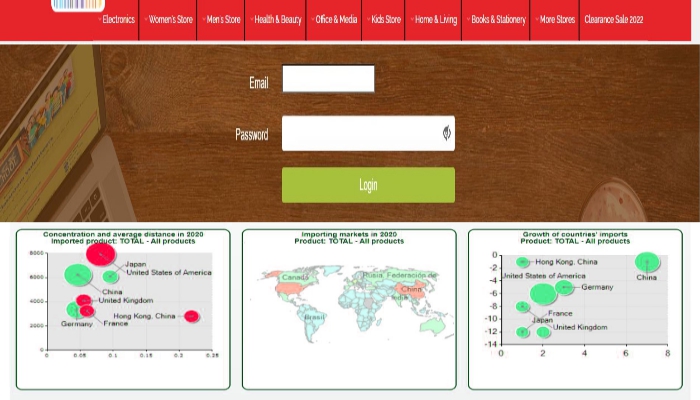 Electronics Women's Store Men's Store Health & Beauty Office & Media Kids Store Home & Living Books & Stationery More Stores Clearance Sale 2022
Email
Password
Login
Concentration and average distance in 2020
Imported product: TOTAL - All products
8000
6000
4000
2000
0
0
0.05
0.1
0.15
0.2
0.25
Japan
United States of America
China
United Kingdom
Hong Kong, China
Germany
France
Importing markets in 2020
Product: TOTAL - All products
Canada
Rusia, Federación de
China
India
Brasil
Growth of countries' imports
Product: TOTAL - All products
0
-2
-4
-6
-8
-10
-12
-14
0
2
4
6
8
Hong Kong, China
China
United States of America
Germany
France
Japan
United Kingdom